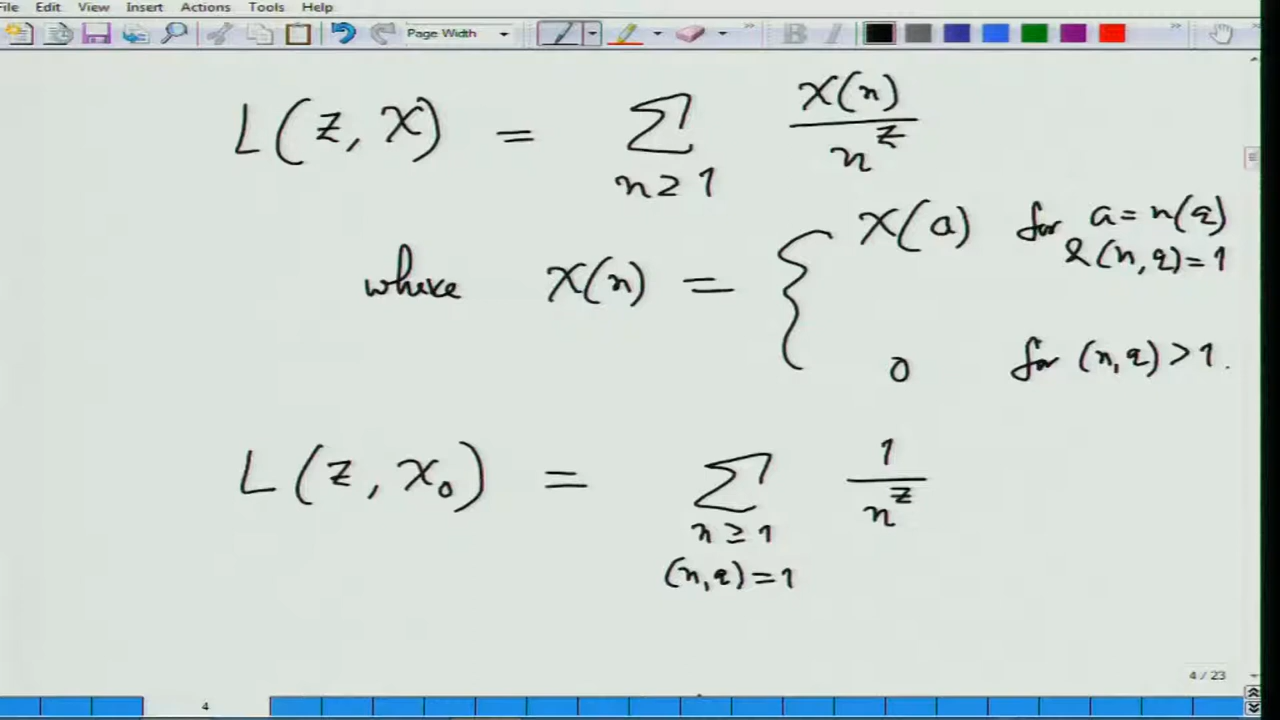 File Edit View Insert Actions Tools Help
Page Width
L(z, χ) = ∑ χ(n)/n^z
n≥1
χ(a) for a = n(q)
& (n,q)=1
where χ(n) = {
0 for (n,q) > 1.
L(z, χ₀) = ∑ 1/n^z
n ≥ 1
(n,q)=1
4 / 23
4